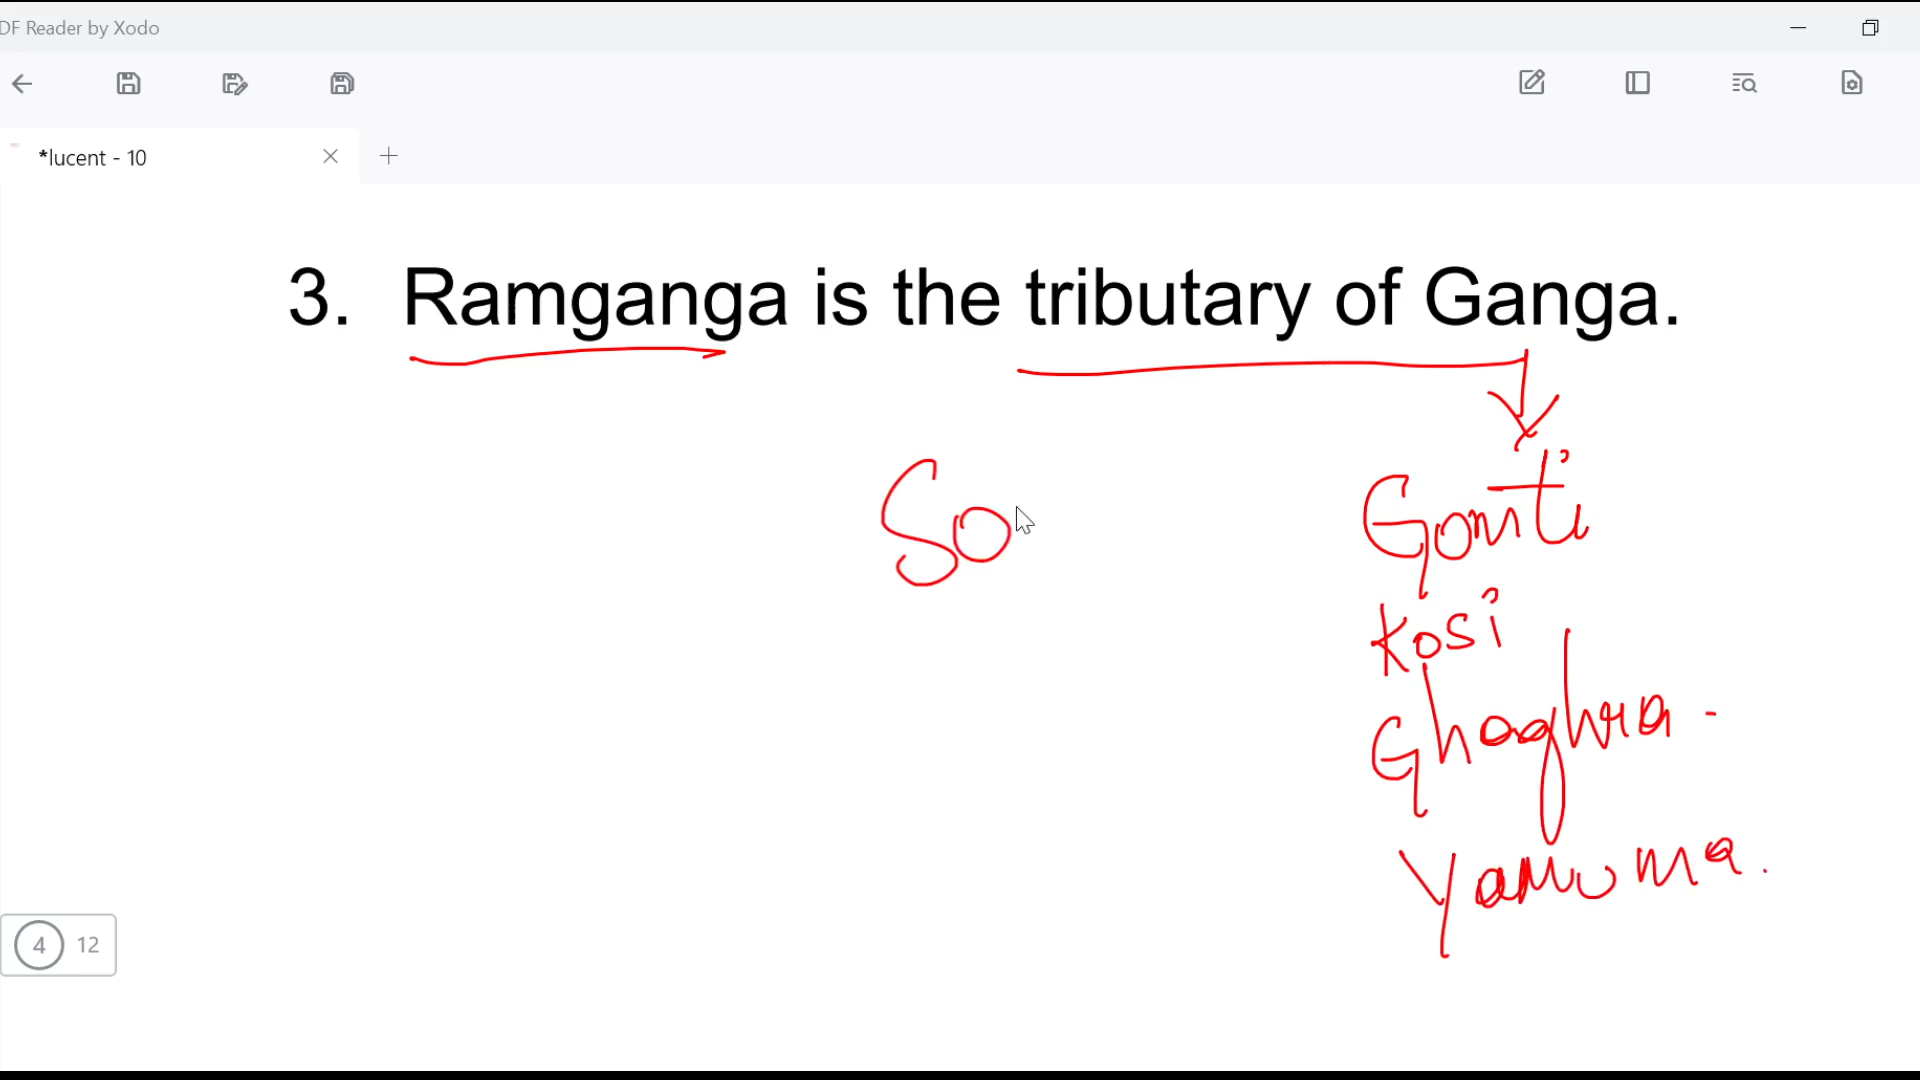 DF Reader by Xodo
*lucent - 10
3. Ramganga is the tributary of Ganga.
So
Gomti
Kosi
Ghaghra -
Yamuna.
4 12